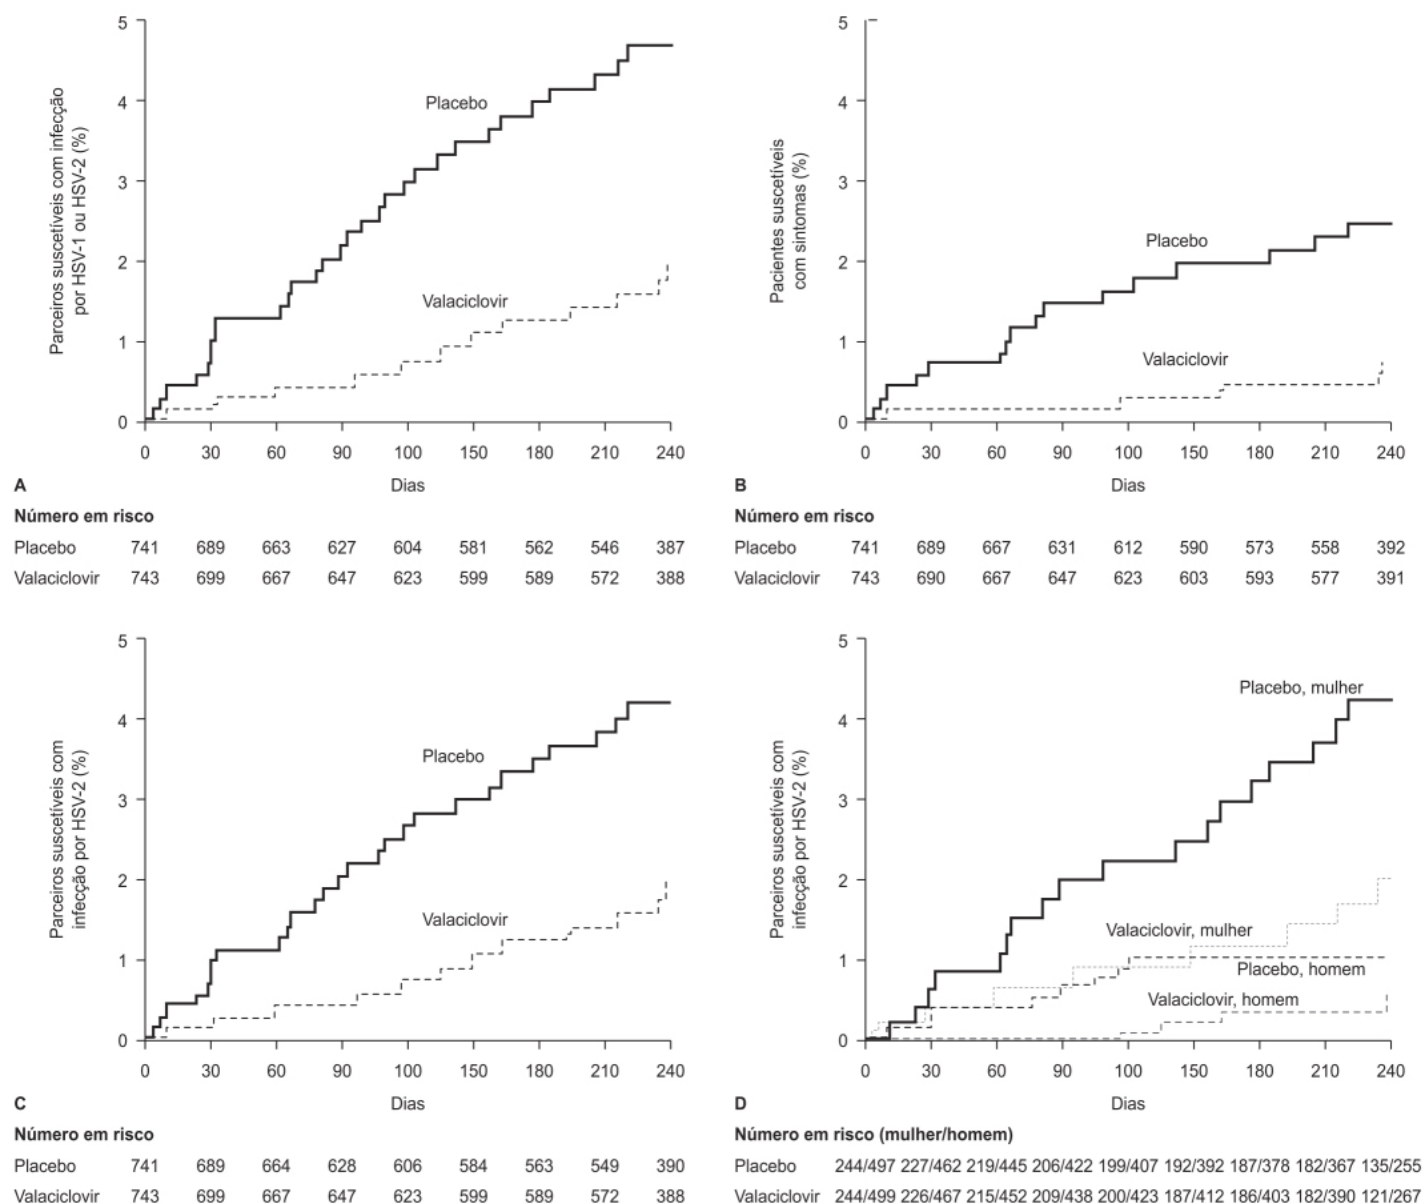 5
4
3
2
1
0
Parceiros suscetíveis com infecção
por HSV-1 ou HSV-2 (%)
Placebo
Valaciclovir
0 30 60 90 100 150 180 210 240
A Dias
Número em risco
Placebo 741 689 663 627 604 581 562 546 387
Valaciclovir 743 699 667 647 623 599 589 572 388
5
4
3
2
1
0
Pacientes suscetíveis
com sintomas (%)
Placebo
Valaciclovir
0 30 60 90 100 150 180 210 240
B Dias
Número em risco
Placebo 741 689 667 631 612 590 573 558 392
Valaciclovir 743 690 667 647 623 603 593 577 391
5
4
3
2
1
0
Parceiros suscetíveis com
infecção por HSV-2 (%)
Placebo
Valaciclovir
0 30 60 90 100 150 180 210 240
C Dias
Número em risco
Placebo 741 689 664 628 606 584 563 549 390
Valaciclovir 743 699 667 647 623 599 589 572 388
5
4
3
2
1
0
Parceiros suscetíveis com
infecção por HSV-2 (%)
Placebo, mulher
Valaciclovir, mulher
Placebo, homem
Valaciclovir, homem
0 30 60 90 100 150 180 210 240
D Dias
Número em risco (mulher/homem)
Placebo 244/497 227/462 219/445 206/422 199/407 192/392 187/378 182/367 135/255
Valaciclovir 244/499 226/467 215/452 209/438 200/423 187/412 186/403 182/390 121/267